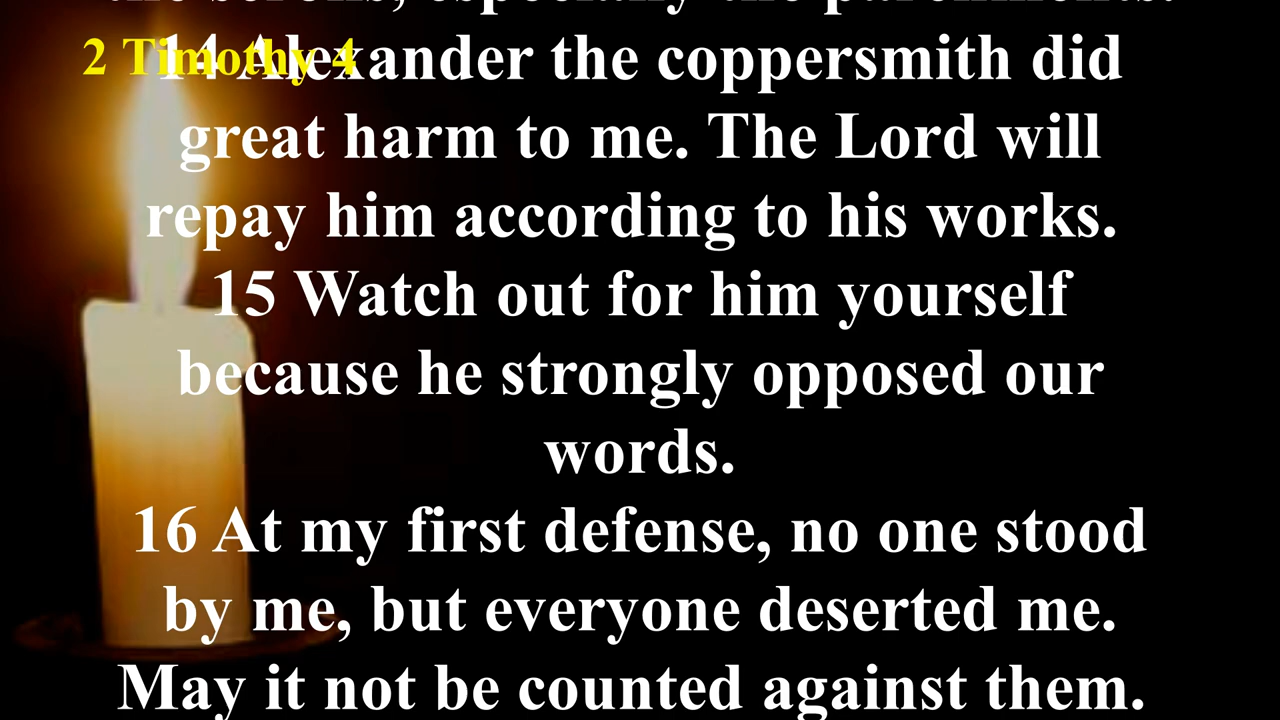 the scrolls, especially the parchments.
2 Timothy 4
14 Alexander the coppersmith did
great harm to me. The Lord will
repay him according to his works.
15 Watch out for him yourself
because he strongly opposed our
words.
16 At my first defense, no one stood
by me, but everyone deserted me.
May it not be counted against them.